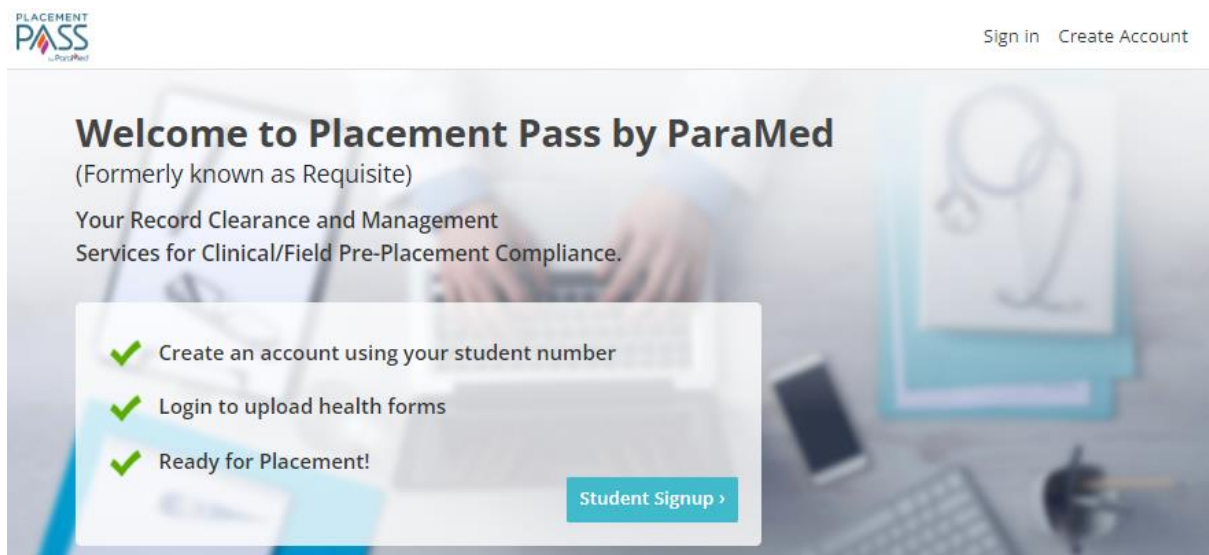 PLACEMENT
PASS
by ParaMed
Sign in Create Account
Welcome to Placement Pass by ParaMed
(Formerly known as Requisite)
Your Record Clearance and Management
Services for Clinical/Field Pre-Placement Compliance.
Create an account using your student number
Login to upload health forms
Ready for Placement!
Student Signup ›